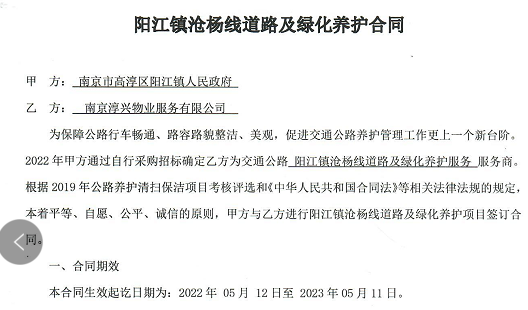 阳江镇沧杨线道路及绿化养护合同
甲 方： 南京市高淳区阳江镇人民政府
乙 方： 南京淳兴物业服务有限公司
为保障公路行车畅通、路容路貌整洁、美观，促进交通公路养护管理工作更上一个新台阶。
2022年甲方通过自行采购招标确定乙方为交通公路 阳江镇沧杨线道路及绿化养护服务 服务商。
根据 2019 年公路养护清扫保洁项目考核评选和《中华人民共和国合同法》等相关法律法规的规定，
本着平等、自愿、公平、诚信的原则，甲方与乙方进行阳江镇沧杨线道路及绿化养护项目签订合
同。
一、合同期效
本合同生效起讫日期为：2022 年 05 月 12 日至 2023 年 05 月 11 日。